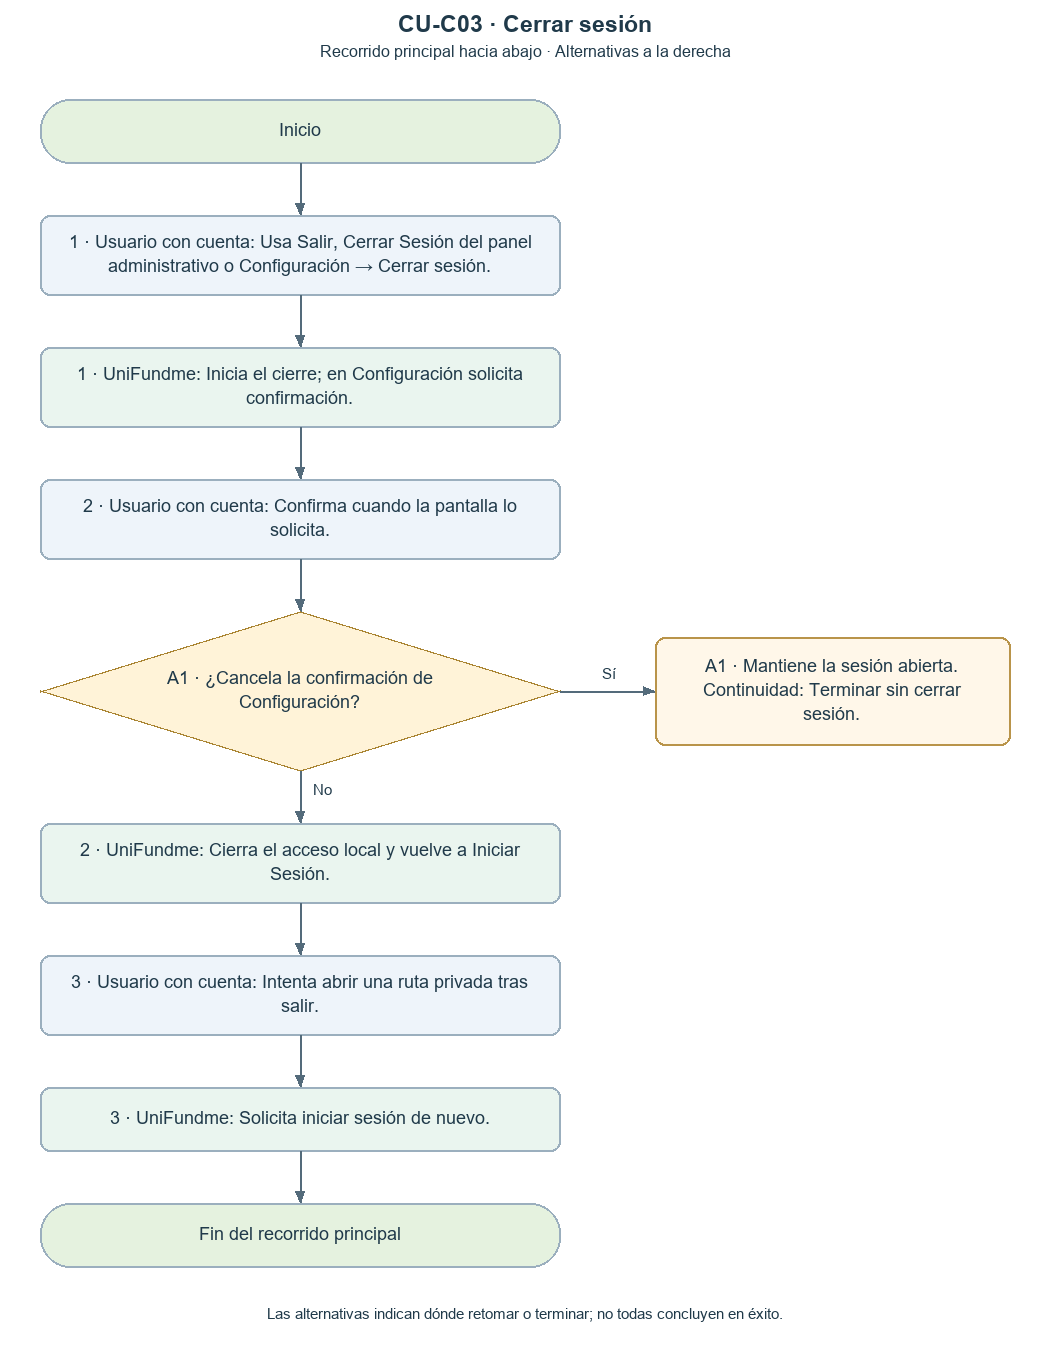 CU-C03 · Cerrar sesión
Recorrido principal hacia abajo · Alternativas a la derecha
Inicio
1 · Usuario con cuenta: Usa Salir, Cerrar Sesión del panel
administrativo o Configuración → Cerrar sesión.
1 · UniFundme: Inicia el cierre; en Configuración solicita
confirmación.
2 · Usuario con cuenta: Confirma cuando la pantalla lo
solicita.
A1 · ¿Cancela la confirmación de
Configuración?
Sí
A1 · Mantiene la sesión abierta.
Continuidad: Terminar sin cerrar
sesión.
No
2 · UniFundme: Cierra el acceso local y vuelve a Iniciar
Sesión.
3 · Usuario con cuenta: Intenta abrir una ruta privada tras
salir.
3 · UniFundme: Solicita iniciar sesión de nuevo.
Fin del recorrido principal
Las alternativas indican dónde retomar o terminar; no todas concluyen en éxito.